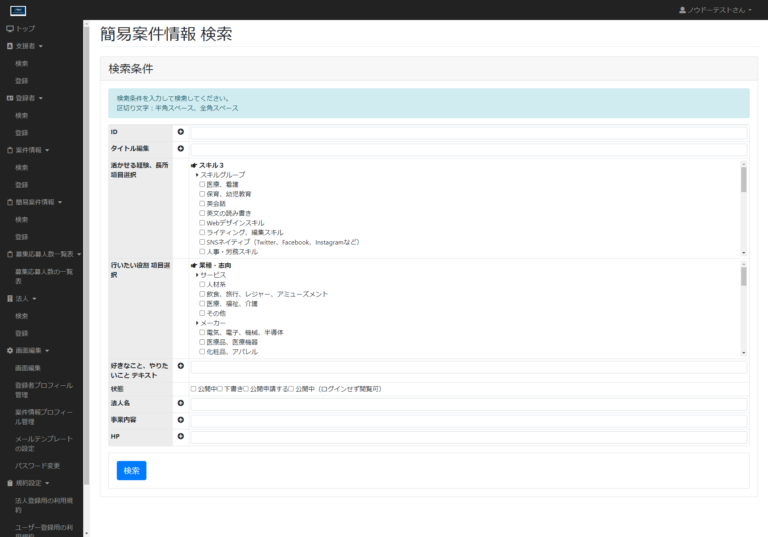 ノウドーテストさん
トップ
支援者
検索
登録
登録者
検索
登録
案件情報
検索
登録
簡易案件情報
検索
登録
募集応募人数一覧表
募集応募人数の一覧
表
法人
検索
登録
画面編集
画面編集
登録者プロフィール
管理
案件情報プロフィー
ル管理
メールテンプレート
の設定
パスワード変更
規約設定
法人登録用の利用規
約
ユーザー登録用の利
用規約
簡易案件情報 検索
検索条件
検索条件を入力して検索してください。
区切り文字：半角スペース、全角スペース
ID
タイトル編集
活かせる経験、長所
項目選択
スキル３
スキルグループ
医療、看護
保育、幼児教育
英会話
英文の読み書き
Webデザインスキル
ライティング、編集スキル
SNSネイティブ（Twitter、Facebook、Instagramなど）
人事・労務スキル
行いたい役割 項目選
択
業種・志向
サービス
人材系
飲食、旅行、レジャー、アミューズメント
医療、福祉、介護
その他
メーカー
電気、電子、機械、半導体
医薬品、医療機器
化粧品、アパレル
好きなこと、やりた
いこと テキスト
状態
公開中 下書き 公開申請する 公開中（ログインせず閲覧可）
法人名
事業内容
HP
検索